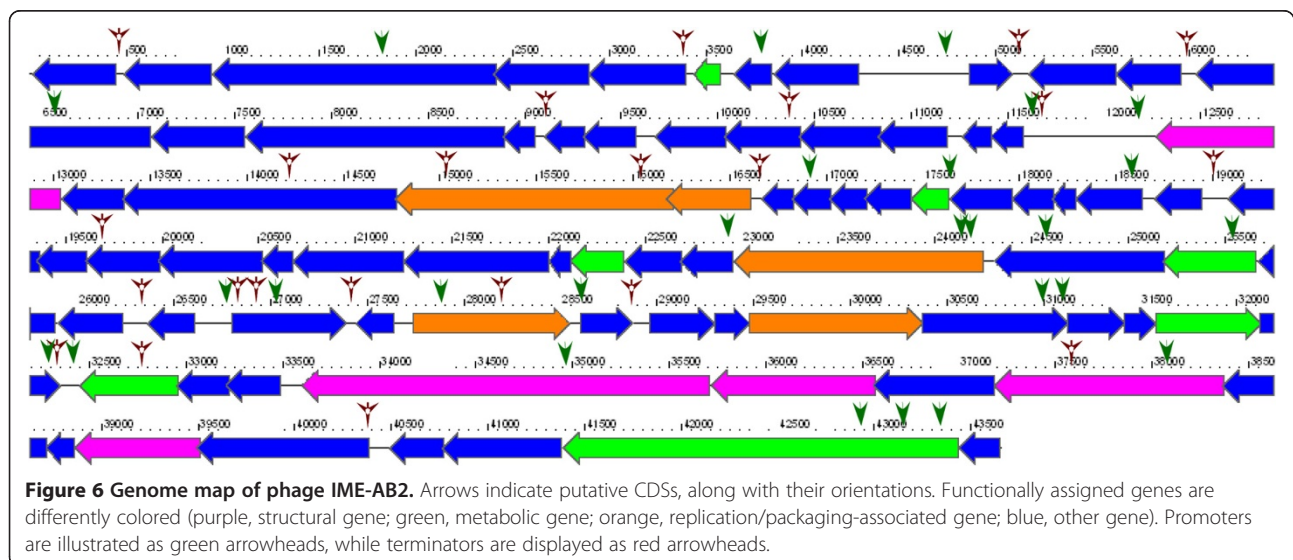 500 1000 1500 2000 2500 3000 3500 4000 4500 5000 5500 6000
6500 7000 7500 8000 8500 9000 9500 10000 10500 11000 11500 12000 12500
13000 13500 14000 14500 15000 15500 16000 16500 17000 17500 18000 18500 19000
19500 20000 20500 21000 21500 22000 22500 23000 23500 24000 24500 25000 25500
26000 26500 27000 27500 28000 28500 29000 29500 30000 30500 31000 31500 32000
32500 33000 33500 34000 34500 35000 35500 36000 36500 37000 37500 38000 3850
39000 39500 40000 40500 41000 41500 42000 42500 43000 43500
Figure 6 Genome map of phage IME-AB2. Arrows indicate putative CDSs, along with their orientations. Functionally assigned genes are
differently colored (purple, structural gene; green, metabolic gene; orange, replication/packaging-associated gene; blue, other gene). Promoters
are illustrated as green arrowheads, while terminators are displayed as red arrowheads.